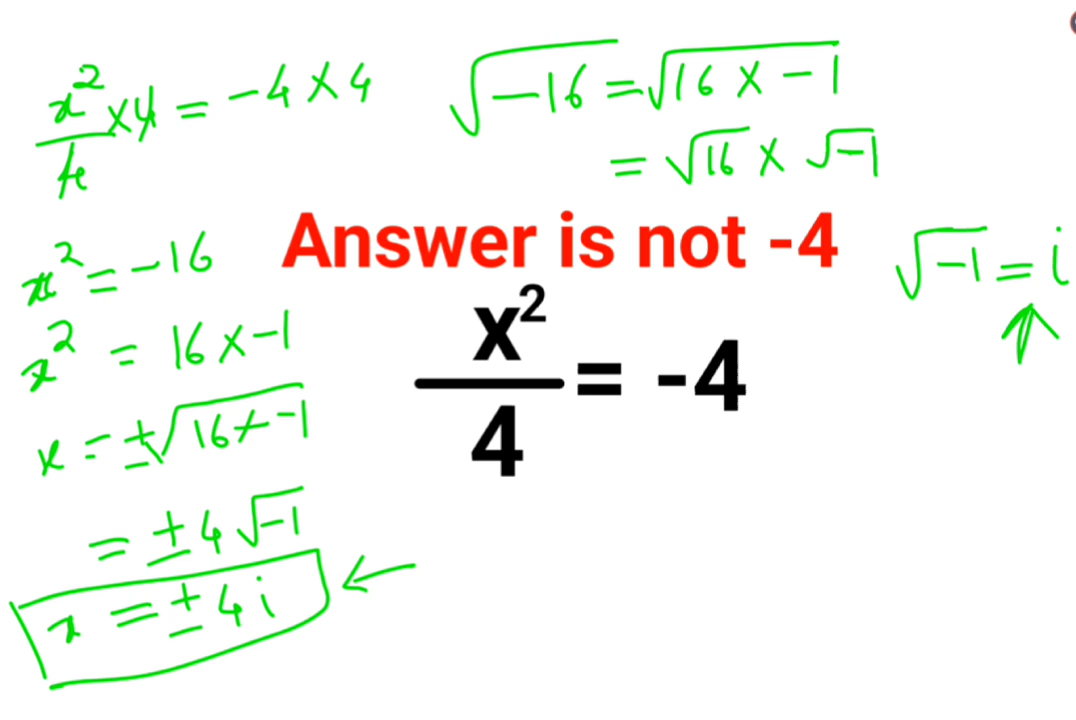 x²/4 × 4 = -4 × 4
√-16 = √16 × -1
= √16 × √-1
Answer is not -4
x² = -16
√-1 = i
x²/4 = -4
x² = 16 × -1
x = ±√16 × -1
= ±4√-1
x = ±4i